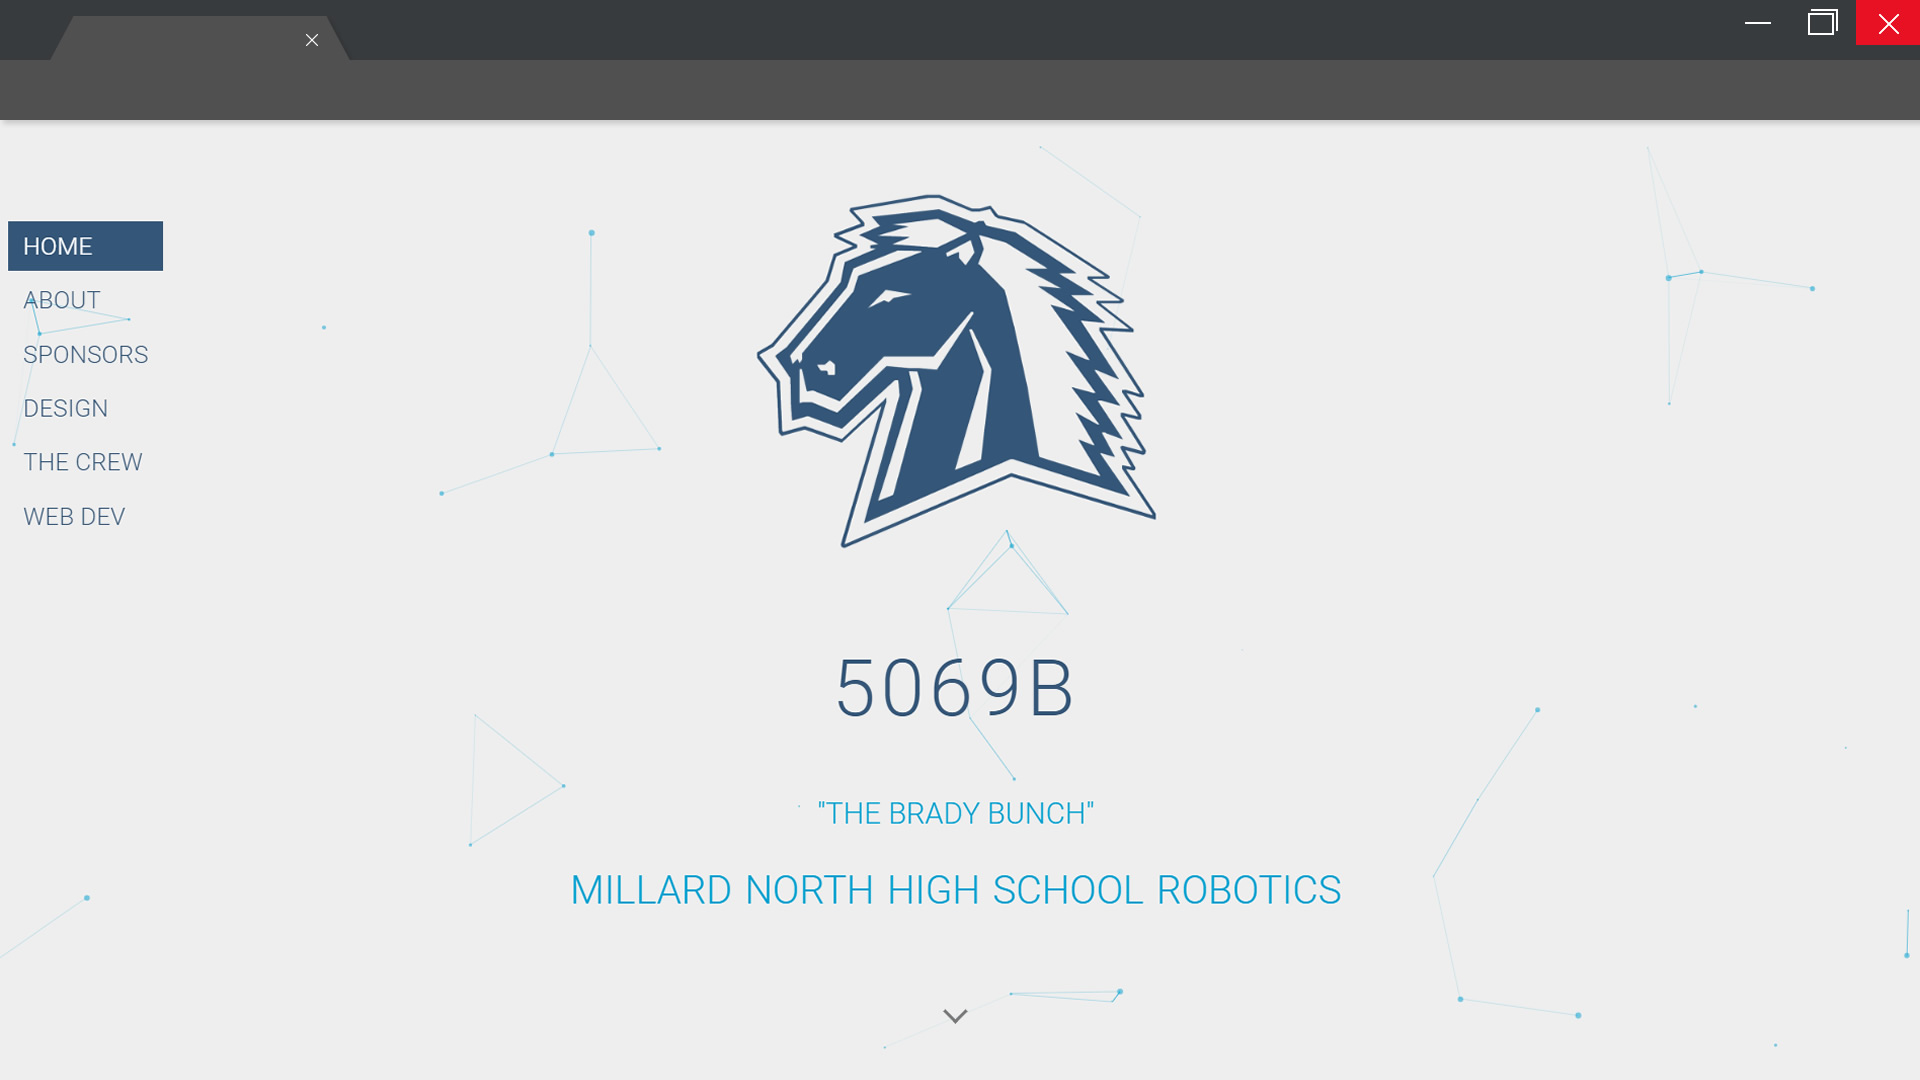 HOME
ABOUT
SPONSORS
DESIGN
THE CREW
WEB DEV
5069B
"THE BRADY BUNCH"
MILLARD NORTH HIGH SCHOOL ROBOTICS